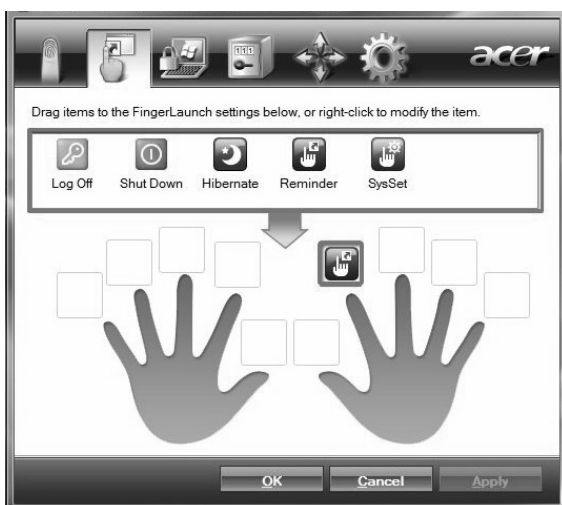 acer
Drag items to the FingerLaunch settings below, or right-click to modify the item.
Log Off Shut Down Hibernate Reminder SysSet
OK Cancel Apply